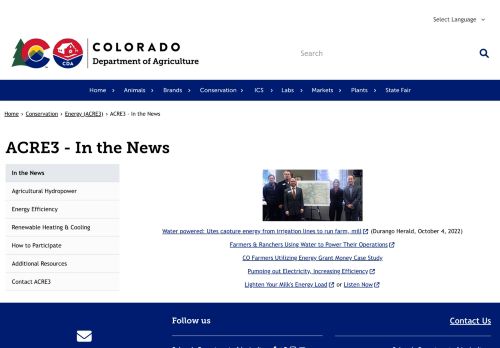 Select Language
COLORADO
Department of Agriculture
CDA
Search
Home Animals Brands Conservation ICS Labs Markets Plants State Fair
Home › Conservation › Energy (ACRE3) › ACRE3 - In the News
ACRE3 - In the News
In the News
Agricultural Hydropower
Energy Efficiency
Renewable Heating & Cooling
How to Participate
Additional Resources
Contact ACRE3
Water powered: Utes capture energy from irrigation lines to run farm, mill (Durango Herald, October 4, 2022)
Farmers & Ranchers Using Water to Power Their Operations
CO Farmers Utilizing Energy Grant Money Case Study
Pumping out Electricity, Increasing Efficiency
Lighten Your Milk's Energy Load or Listen Now
Follow us
Contact Us